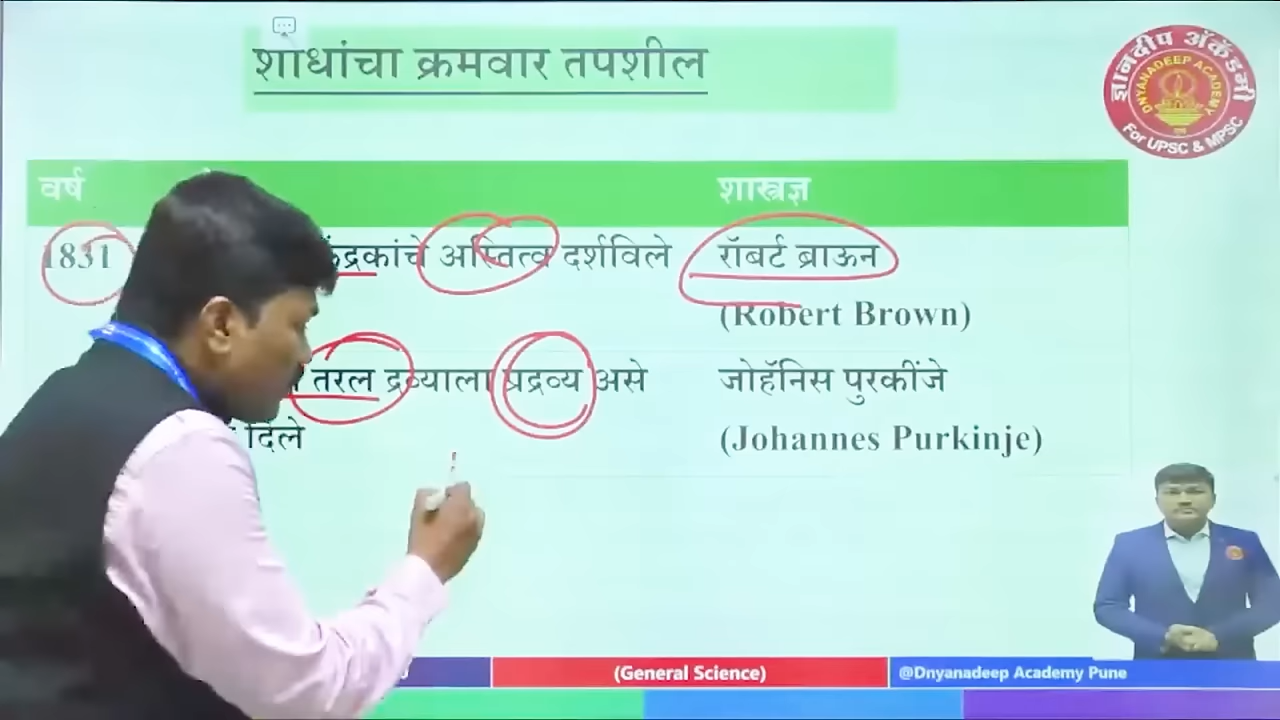 शोधांचा क्रमवार तपशील
ज्ञानदीप अ‍ॅकॅडमी
DNYANADEEP ACADEMY
For UPSC & MPSC
वर्ष शास्त्रज्ञ
1831 केंद्रकांचे अस्तित्व दर्शविले रॉबर्ट ब्राऊन
(Robert Brown)
तरल द्रव्याला प्रद्रव्य असे जोहॅनिस पुरकींजे
दिले (Johannes Purkinje)
(General Science) @Dnyanadeep Academy Pune